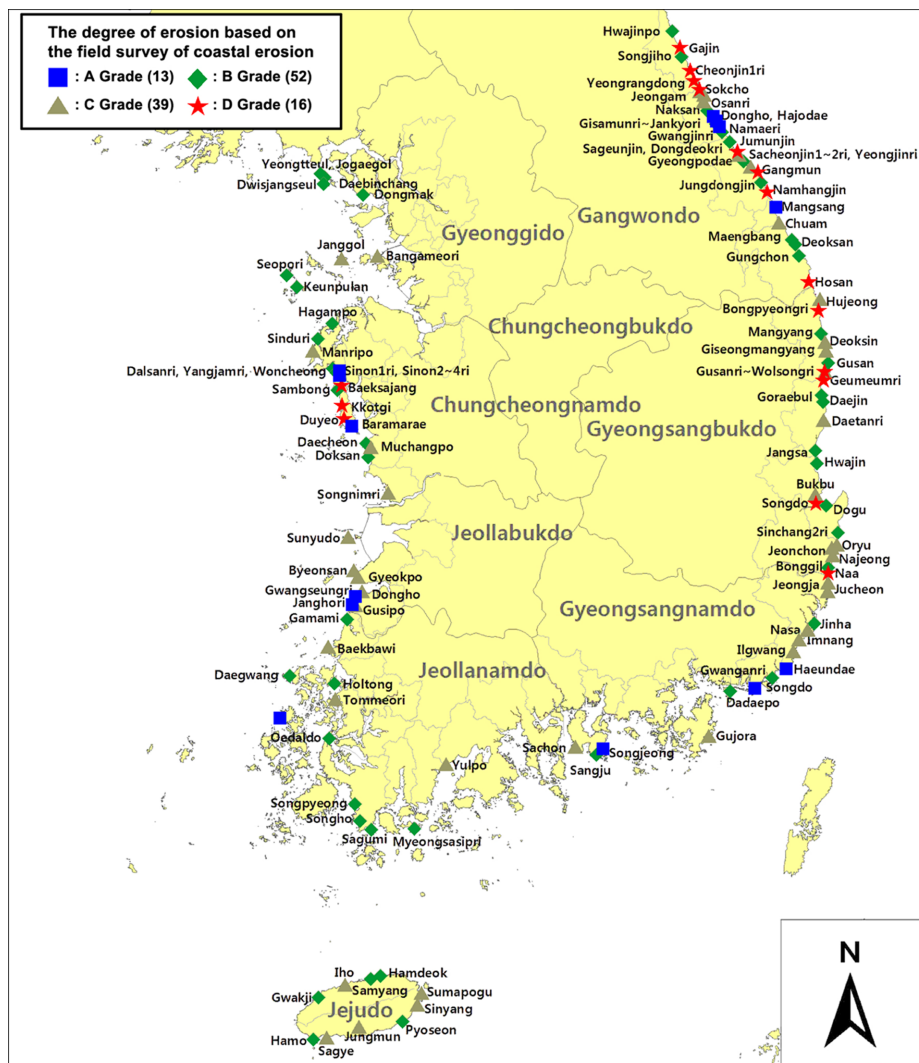 The degree of erosion based on
the field survey of coastal erosion
: A Grade (13) : B Grade (52)
: C Grade (39) : D Grade (16)
Hwajinpo
Gajin
Songjiho
Cheonjin1ri
Yeongrangdong
Sokcho
Jeongam
Osanri
Naksan
Dongho, Hajodae
Gisamunri~Jankyori
Namaeri
Gwangjinri
Jumunjin
Sageunjin, Dongdeokri
Sacheonjin1~2ri, Yeongjinri
Gyeongpodae
Gangmun
Jungdongjin
Namhangjin
Mangsang
Chuam
Maengbang
Deoksan
Gungchon
Hosan
Hujeong
Bongpyeongri
Mangyang
Deoksin
Giseongmangyang
Gusan
Gusanri~Wolsongri
Geumeumri
Goraebul
Daejin
Daetanri
Jangsa
Hwajin
Bukbu
Songdo
Dogu
Sinchang2ri
Oryu
Jeonchon
Najeong
Bonggil
Naa
Jeongja
Jucheon
Jinha
Nasa
Imnang
Ilgwang
Haeundae
Gwanganri
Songdo
Dadaepo
Gujora
Yeongtteul, Jogaegol
Dwisjangseul
Daebinchang
Dongmak
Janggol
Bangameori
Seopori
Keunpulan
Hagampo
Sinduri
Manripo
Dalsanri, Yangjamri, Woncheong
Sinon1ri, Sinon2~4ri
Sambong
Baeksajang
Kkotgi
Duyeo
Baramarae
Daecheon
Muchangpo
Doksan
Songnimri
Sunyudo
Byeonsan
Gyeokpo
Gwangseungri
Dongho
Janghori
Gusipo
Gamami
Baekbawi
Daegwang
Holtong
Tommeori
Oedaldo
Yulpo
Sachon
Songjeong
Sangju
Songpyeong
Songho
Sagumi
Myeongsasipri
Gangwondo
Gyeonggido
Chungcheongbukdo
Chungcheongnamdo
Gyeongsangbukdo
Jeollabukdo
Gyeongsangnamdo
Jeollanamdo
Iho
Hamdeok
Samyang
Gwakji
Sumapogu
Sinyang
Jejudo
Pyoseon
Jungmun
Hamo
Sagye
N